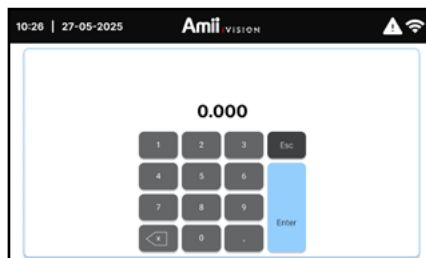 10:26 | 27-05-2025
Amii.VISION
0.000
1 2 3 Esc
4 5 6
7 8 9 Enter
x 0 .